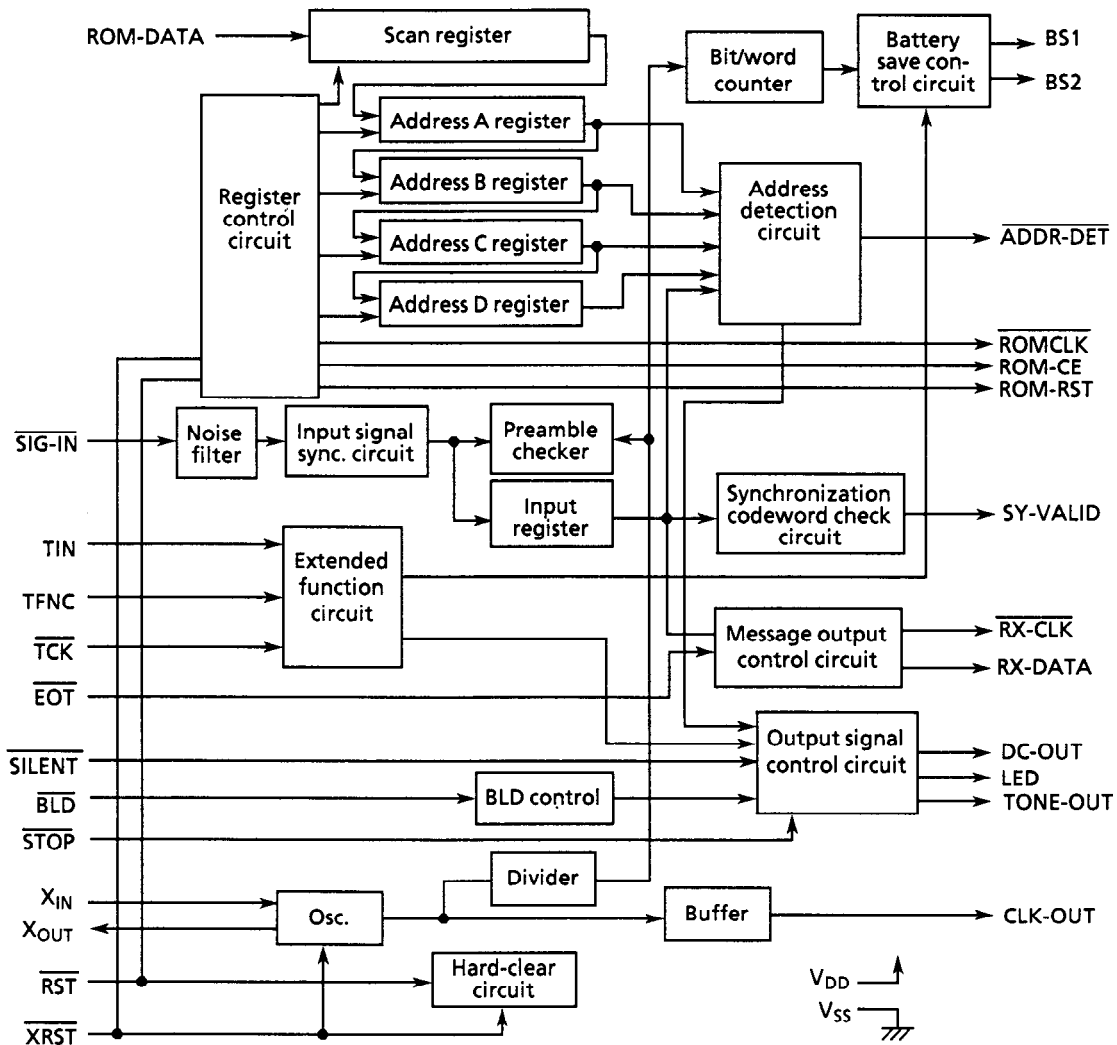 ROM-DATA
Scan register
Bit/word
counter
Battery
save con-
trol circuit
BS1
BS2
Address A register
Address B register
Address C register
Address D register
Register
control
circuit
Address
detection
circuit
ADDR-DET
ROMCLK
ROM-CE
ROM-RST
SIG-IN
Noise
filter
Input signal
sync. circuit
Preamble
checker
Input
register
Synchronization
codeword check
circuit
SY-VALID
TIN
TFNC
TCK
EOT
Extended
function
circuit
Message output
control circuit
RX-CLK
RX-DATA
SILENT
BLD
STOP
BLD control
Output signal
control circuit
DC-OUT
LED
TONE-OUT
XIN
XOUT
Osc.
Divider
Buffer
CLK-OUT
RST
XRST
Hard-clear
circuit
VDD
VSS